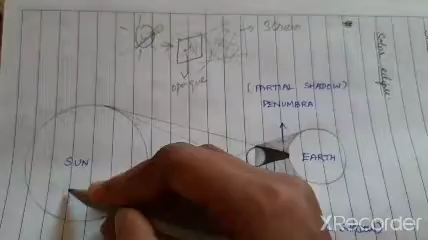 Screen
opaque
Solar eclipse
(PARTIAL SHADOW)
PENUMBRA
SUN
EARTH
XRecorder